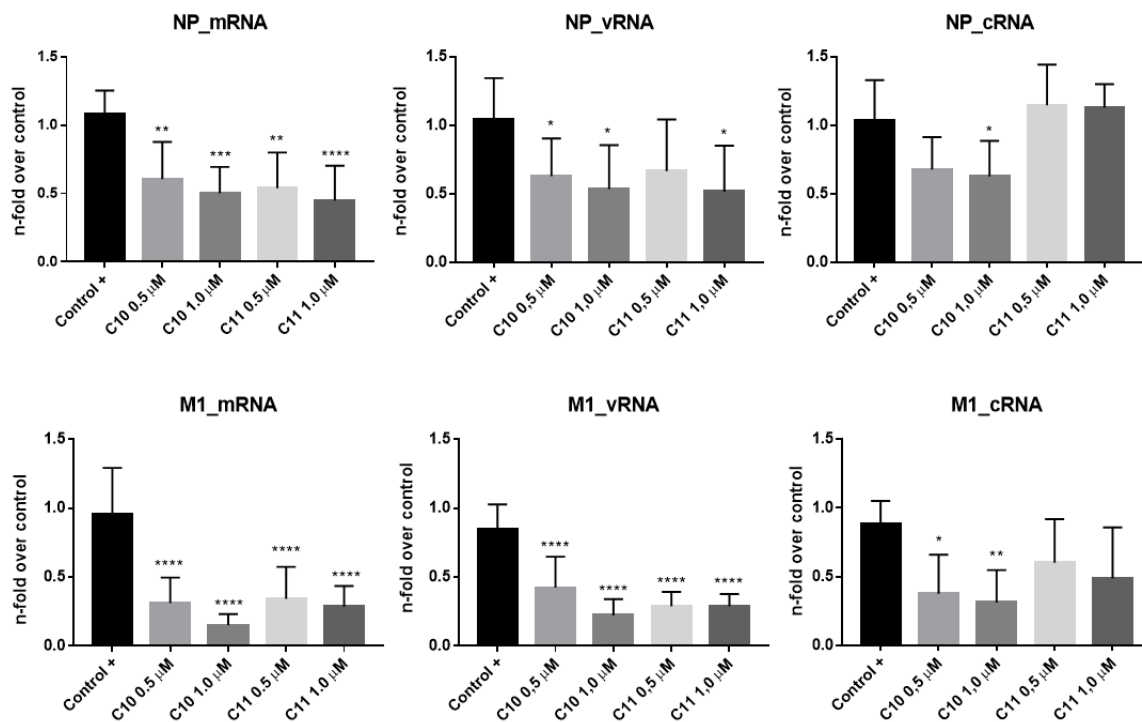 NP_mRNA
n-fold over control
1.5
1.0
0.5
0.0
**
***
**
****
Control +
C10 0.5 µM
C10 1.0 µM
C11 0.5 µM
C11 1.0 µM
NP_vRNA
n-fold over control
1.5
1.0
0.5
0.0
*
*
*
Control +
C10 0,5 µM
C10 1,0 µM
C11 0,5 µM
C11 1,0 µM
NP_cRNA
n-fold over control
1.5
1.0
0.5
0.0
*
Control +
C10 0,5 µM
C10 1,0 µM
C11 0,5 µM
C11 1,0 µM
M1_mRNA
n-fold over control
1.5
1.0
0.5
0.0
****
****
****
****
Control +
C10 0.5 µM
C10 1.0 µM
C11 0.5 µM
C11 1.0 µM
M1_vRNA
n-fold over control
1.5
1.0
0.5
0.0
****
****
****
****
Control +
C10 0,5 µM
C10 1,0 µM
C11 0,5 µM
C11 1,0 µM
M1_cRNA
n-fold over control
1.5
1.0
0.5
0.0
*
**
Control +
C10 0,5 µM
C10 1,0 µM
C11 0,5 µM
C11 1,0 µM